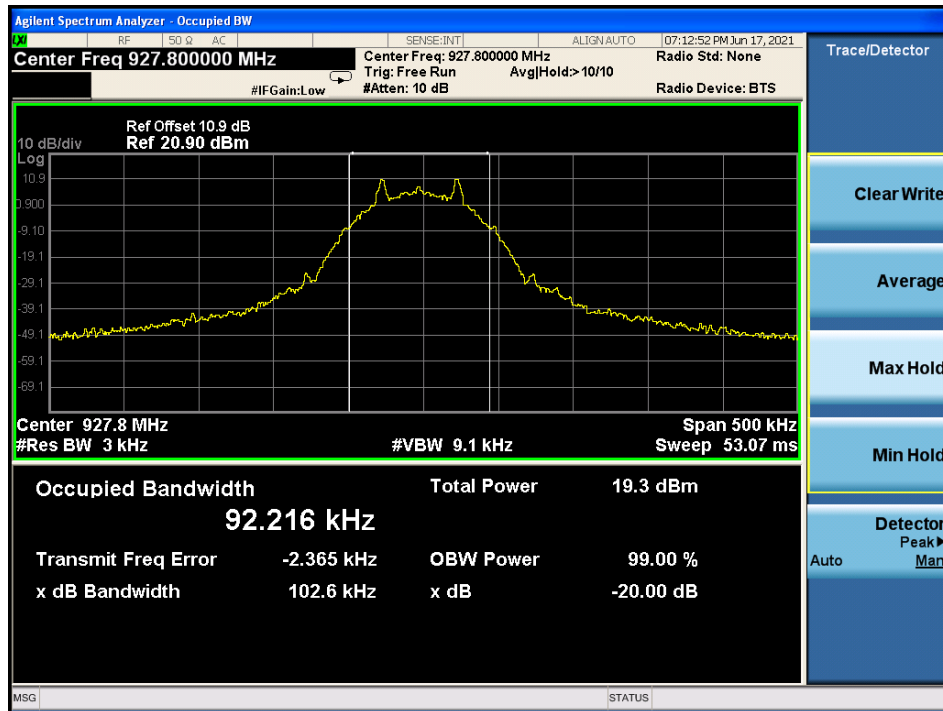 Agilent Spectrum Analyzer - Occupied BW
LXI RF 50 Ω AC SENSE:INT ALIGN AUTO 07:12:52 PM Jun 17, 2021
Center Freq 927.800000 MHz
Center Freq: 927.800000 MHz
Radio Std: None
Trig: Free Run Avg|Hold:> 10/10
#IFGain:Low
#Atten: 10 dB
Radio Device: BTS
Ref Offset 10.9 dB
10 dB/div Ref 20.90 dBm
Log
10.9
0.900
-9.10
-19.1
-29.1
-39.1
-49.1
-59.1
-69.1
Center 927.8 MHz Span 500 kHz
#Res BW 3 kHz #VBW 9.1 kHz Sweep 53.07 ms
Occupied Bandwidth Total Power 19.3 dBm
92.216 kHz
Transmit Freq Error -2.365 kHz OBW Power 99.00 %
x dB Bandwidth 102.6 kHz x dB -20.00 dB
MSG STATUS
Trace/Detector
Clear Write
Average
Max Hold
Min Hold
Detector
Peak▶
Auto Man